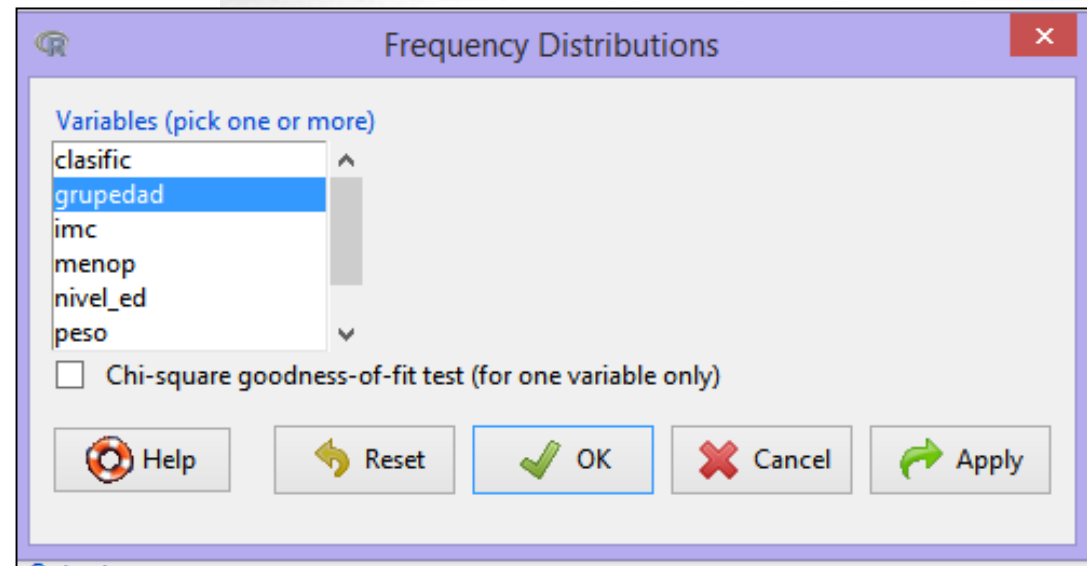 Frequency Distributions
Variables (pick one or more)
clasific
grupedad
imc
menop
nivel_ed
peso
Chi-square goodness-of-fit test (for one variable only)
Help Reset OK Cancel Apply